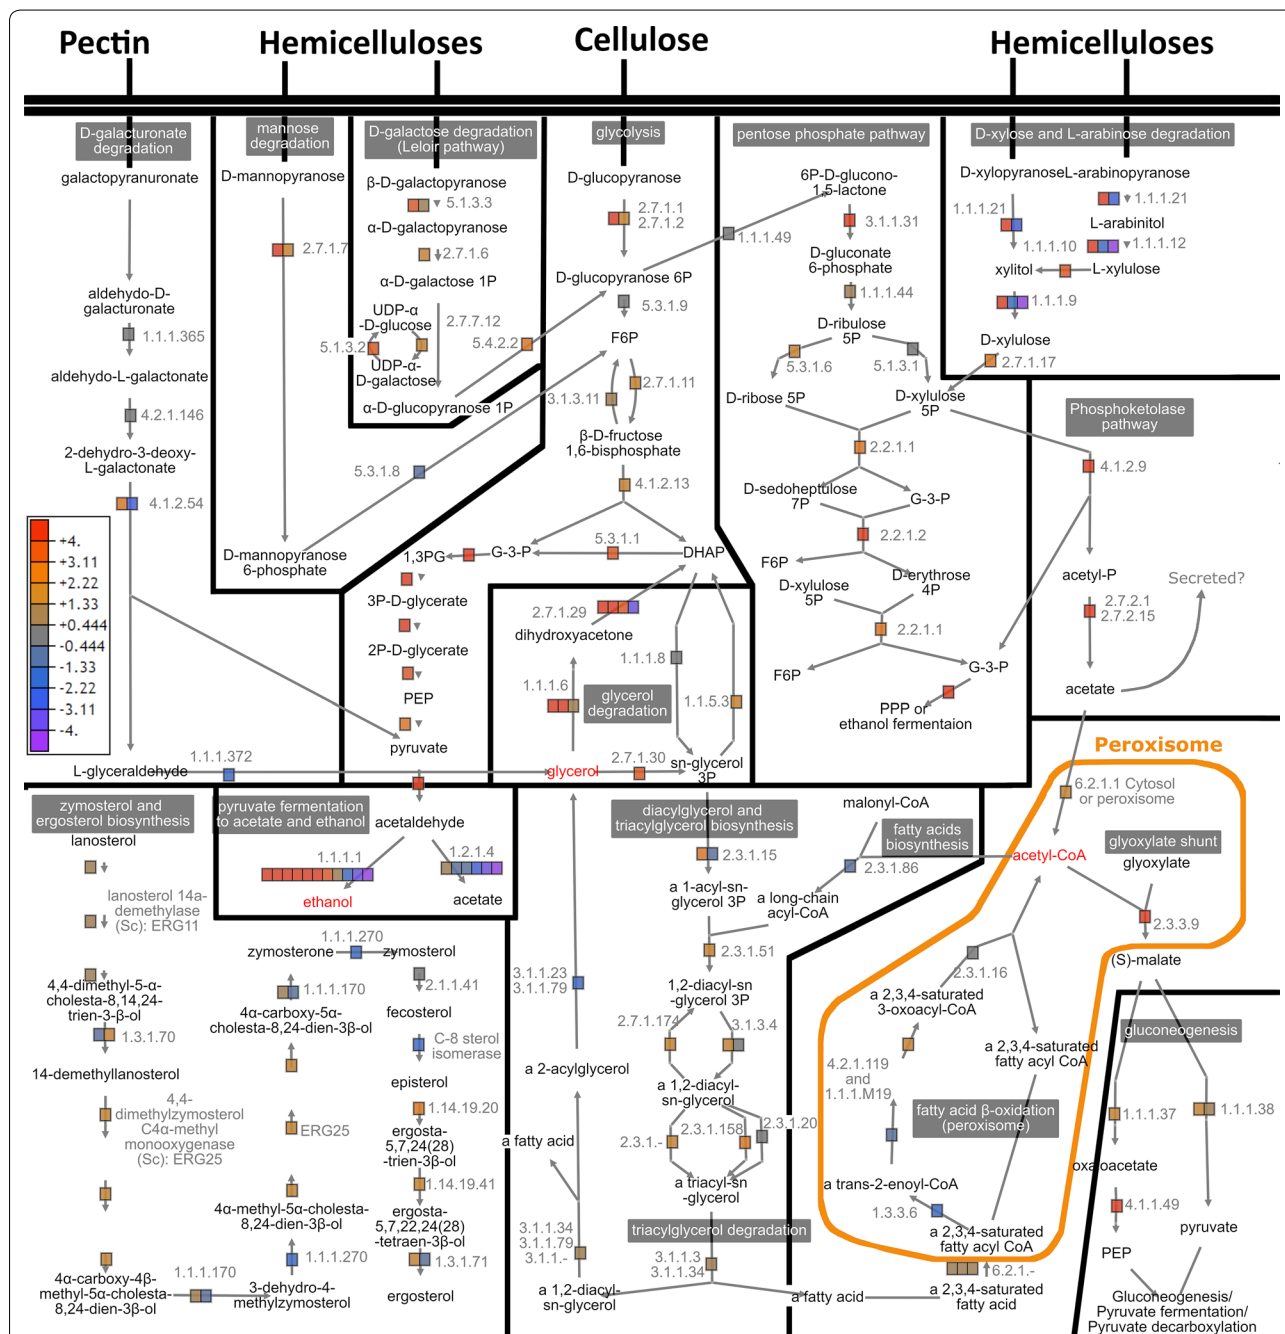 Pectin
Hemicelluloses
Cellulose
Hemicelluloses
D-galacturonate
degradation
galactopyranuronate
aldehydo-D-
galacturonate
1.1.1.365
aldehydo-L-galactonate
4.2.1.146
2-dehydro-3-deoxy-
L-galactonate
4.1.2.54
+4.
+3.11
+2.22
+1.33
+0.444
-0.444
-1.33
-2.22
-3.11
-4.
L-glyceraldehyde
1.1.1.372
mannose
degradation
D-mannopyranose
2.7.1.7
D-mannopyranose
6-phosphate
5.3.1.8
D-galactose degradation
(Leloir pathway)
β-D-galactopyranose
5.1.3.3
α-D-galactopyranose
2.7.1.6
α-D-galactose 1P
UDP-α
-D-glucose
2.7.7.12
5.1.3.2
UDP-α-
D-galactose
α-D-glucopyranose 1P
5.4.2.2
glycolysis
D-glucopyranose
2.7.1.1
2.7.1.2
D-glucopyranose 6P
5.3.1.9
F6P
2.7.1.11
3.1.3.11
β-D-fructose
1,6-bisphosphate
4.1.2.13
5.3.1.1
DHAP
G-3-P
1,3PG
3P-D-glycerate
2P-D-glycerate
PEP
pyruvate
1.1.1.49
pentose phosphate pathway
6P-D-glucono-
1,5-lactone
3.1.1.31
D-gluconate
6-phosphate
1.1.1.44
D-ribulose
5P
5.3.1.6
5.1.3.1
D-ribose 5P
D-xylulose
5P
2.2.1.1
D-sedoheptulose
7P
G-3-P
2.2.1.2
F6P
D-xylulose
5P
D-erythrose
4P
2.2.1.1
F6P
G-3-P
PPP or
ethanol fermentaion
D-xylose and L-arabinose degradation
D-xylopyranose
L-arabinopyranose
1.1.1.21
1.1.1.21
L-arabinitol
1.1.1.10
1.1.1.12
xylitol
L-xylulose
1.1.1.9
D-xylulose
2.7.1.17
Phosphoketolase
pathway
4.1.2.9
acetyl-P
Secreted?
2.7.2.1
2.7.2.15
acetate
2.7.1.29
dihydroxyacetone
1.1.1.8
1.1.1.6
glycerol
degradation
1.1.5.3
glycerol
2.7.1.30
sn-glycerol
3P
zymosterol and
ergosterol biosynthesis
lanosterol
lanosterol 14a-
demethylase
(Sc): ERG11
4,4-dimethyl-5-α-
cholesta-8,14,24-
trien-3-β-ol
1.3.1.70
14-demethyllanosterol
4,4-
dimethylzymosterol
C4α-methyl
monooxygenase
(Sc): ERG25
4α-carboxy-4β-
methyl-5α-cholesta-
8,24-dien-3β-ol
1.1.1.170
3-dehydro-4-
methylzymosterol
1.1.1.270
4α-methyl-5α-cholesta-
8,24-dien-3β-ol
ERG25
4α-carboxy-5α-
cholesta-8,24-dien-3β-ol
1.1.1.170
zymosterone
1.1.1.270
zymosterol
2.1.1.41
fecosterol
C-8 sterol
isomerase
episterol
1.14.19.20
ergosta-
5,7,24(28)
-trien-3β-ol
1.14.19.41
ergosta-
5,7,22,24(28)
-tetraen-3β-ol
1.3.1.71
ergosterol
pyruvate fermentation
to acetate and ethanol
acetaldehyde
1.1.1.1
1.2.1.4
ethanol
acetate
diacylglycerol and
triacylglycerol biosynthesis
2.3.1.15
a 1-acyl-sn-
glycerol 3P
2.3.1.51
1,2-diacyl-sn
-glycerol 3P
2.7.1.174
3.1.3.4
a 1,2-diacyl-
sn-glycerol
2.3.1.-
2.3.1.158
2.3.1.20
a triacyl-sn
-glycerol
triacylglycerol degradation
3.1.1.3
3.1.1.34
a 1,2-diacyl-
sn-glycerol
3.1.1.34
3.1.1.79
3.1.1.-
a fatty acid
a 2-acylglycerol
3.1.1.23
3.1.1.79
a fatty acid
malonyl-CoA
fatty acids
biosynthesis
2.3.1.86
a long-chain
acyl-CoA
Peroxisome
6.2.1.1 Cytosol
or peroxisome
acetyl-CoA
glyoxylate shunt
glyoxylate
2.3.3.9
(S)-malate
2.3.1.16
a 2,3,4-saturated
3-oxoacyl-CoA
a 2,3,4-saturated
fatty acyl CoA
4.2.1.119
and
1.1.1.M19
fatty acid β-oxidation
(peroxisome)
a trans-2-enoyl-CoA
1.3.3.6
a 2,3,4-saturated
fatty acyl CoA
6.2.1.-
a 2,3,4-saturated
fatty acid
gluconeogenesis
1.1.1.37
1.1.1.38
oxaloacetate
4.1.1.49
PEP
pyruvate
Gluconeogenesis/
Pyruvate fermentation/
Pyruvate decarboxylation